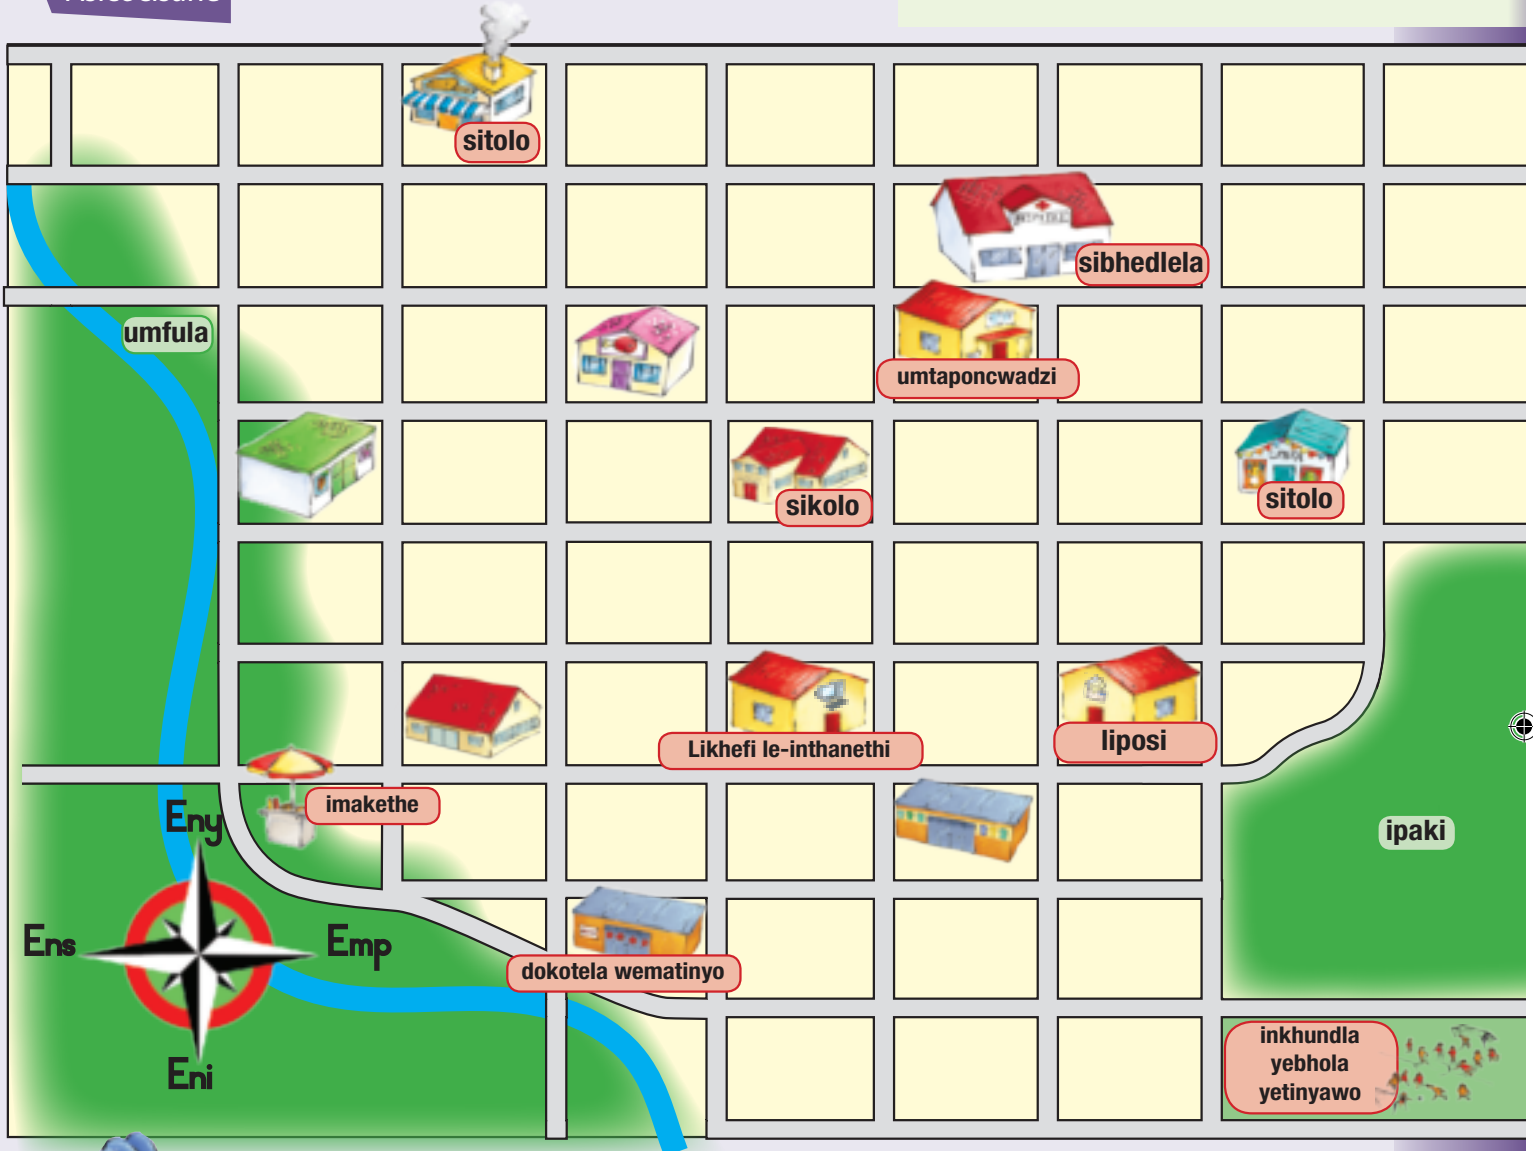 sitolo
sibhedlela
umfula
umtaponcwadzi
sikolo
sitolo
Likhefi le-inthanethi
liposi
imakethe
Eny
ipaki
Ens
Emp
dokotela wematinyo
Eni
inkhundla
yebhola
yetinyawo